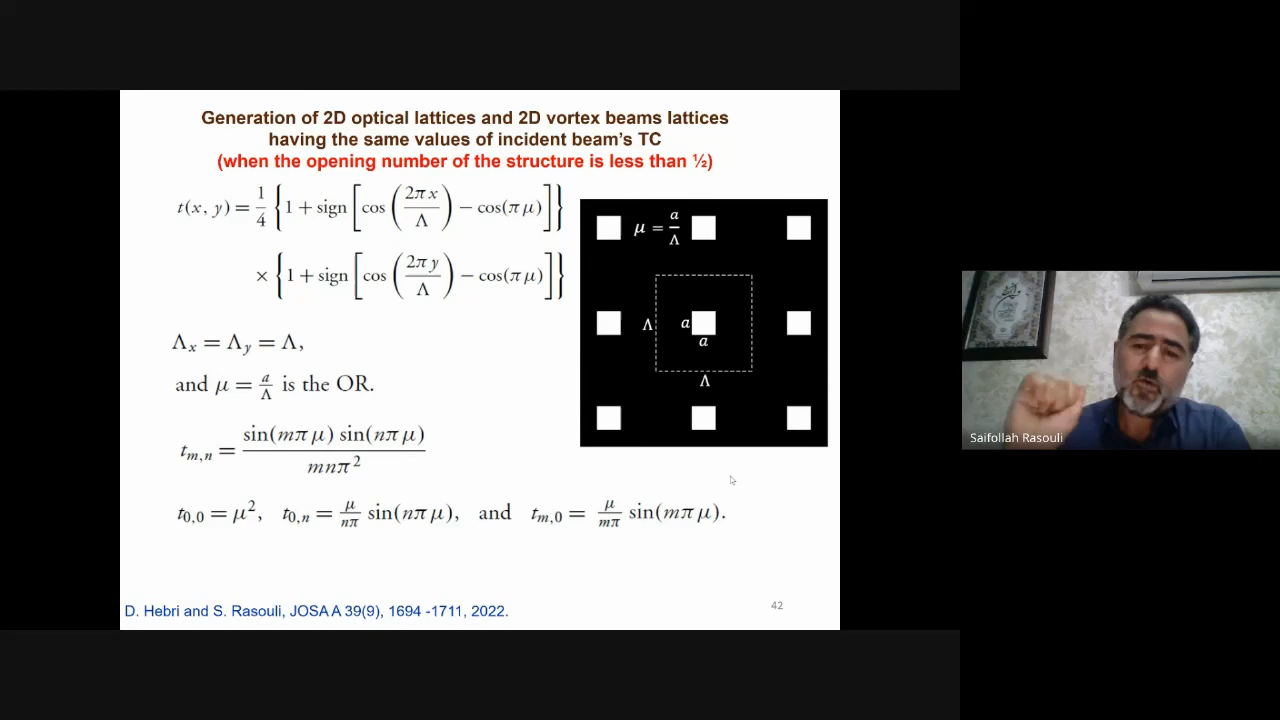 Generation of 2D optical lattices and 2D vortex beams lattices
having the same values of incident beam's TC
(when the opening number of the structure is less than ½)
t(x, y) = 1/4 {1 + sign [cos (2πx/Λ) − cos(πμ)]}
× {1 + sign [cos (2πy/Λ) − cos(πμ)]}
Λx = Λy = Λ,
and μ = a/Λ is the OR.
t_m,n = sin(mπμ) sin(nπμ) / mnπ²
t_0,0 = μ², t_0,n = μ/nπ sin(nπμ), and t_m,0 = μ/mπ sin(mπμ).
μ = a/Λ
Λ
a
a
Λ
D. Hebri and S. Rasouli, JOSA A 39(9), 1694 -1711, 2022.
42
Saifollah Rasouli